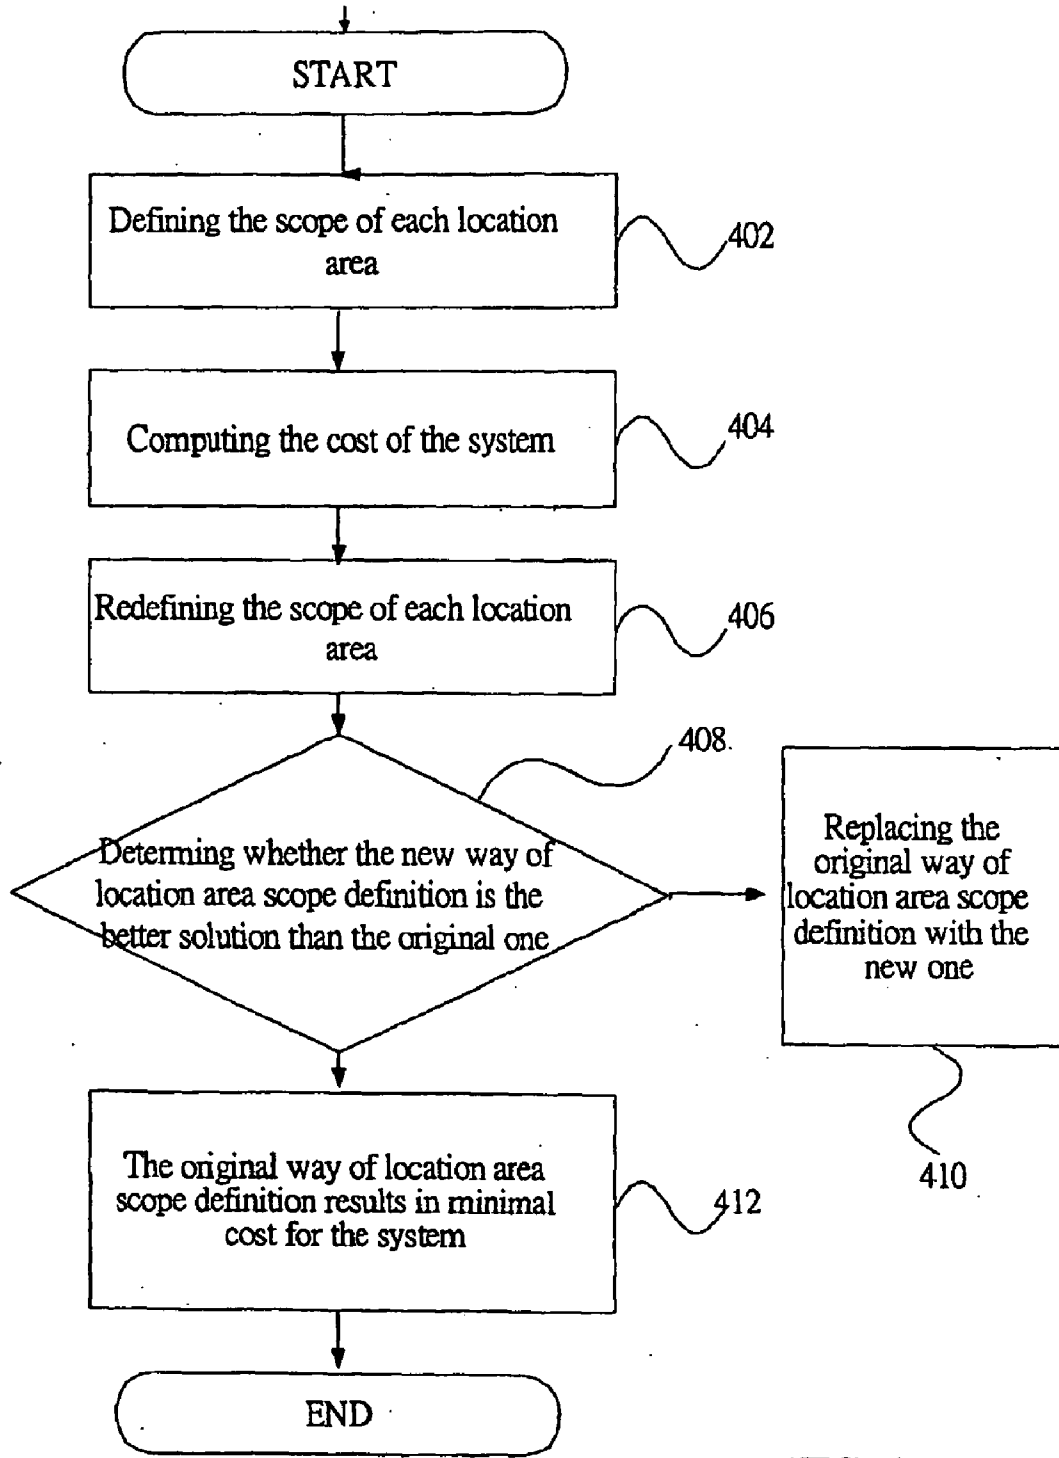 START
Defining the scope of each location
area
402
Computing the cost of the system
404
Redefining the scope of each location
area
406
408
Determing whether the new way of
location area scope definition is the
better solution than the original one
Replacing the
original way of
location area scope
definition with the
new one
410
The original way of location area
scope definition results in minimal
cost for the system
412
END